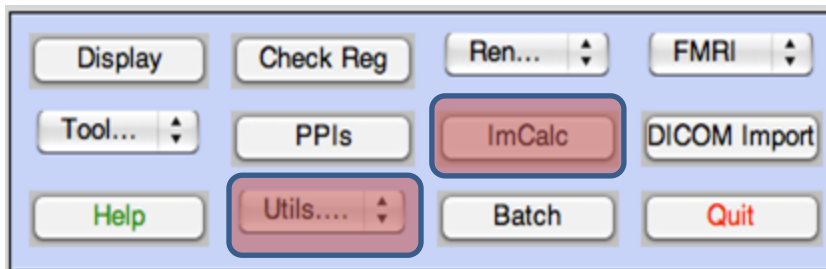 Display Check Reg Ren... FMRI
Tool... PPIs ImCalc DICOM Import
Help Utils.... Batch Quit